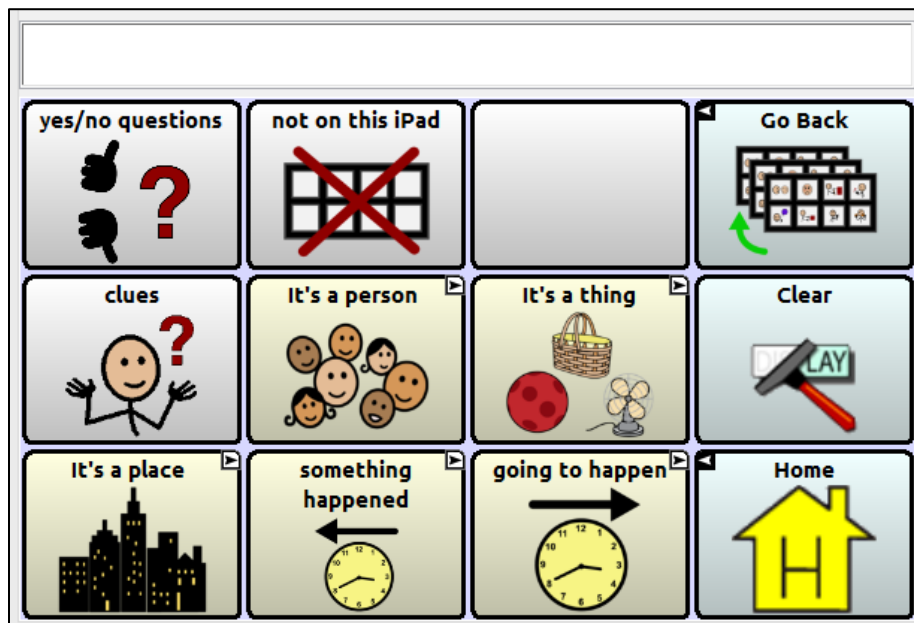 yes/no questions
not on this iPad
Go Back
clues
It's a person
It's a thing
Clear
DISPLAY
It's a place
something
happened
going to happen
Home
H